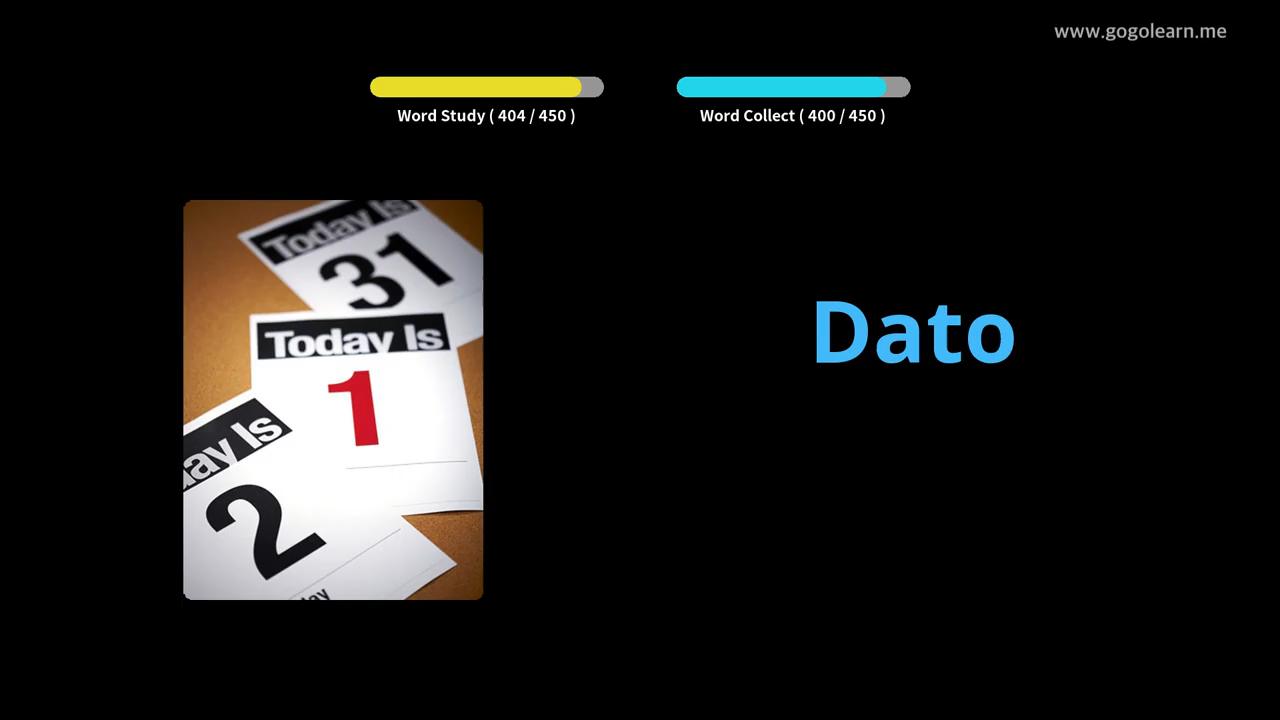 www.gogolearn.me
Word Study ( 404 / 450 )
Word Collect ( 400 / 450 )
Today Is
31
Today Is
1
ay Is
2
Dato